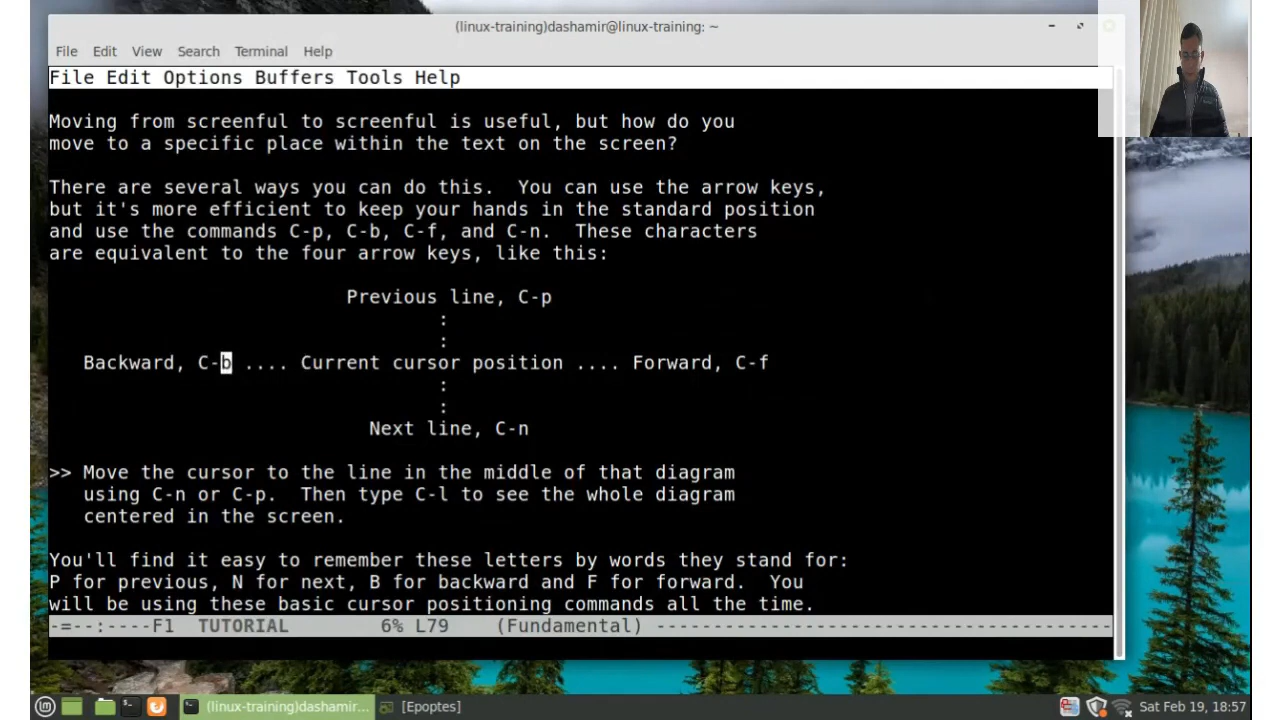 (linux-training)dashamir@linux-training: ~
File Edit View Search Terminal Help
File Edit Options Buffers Tools Help
Moving from screenful to screenful is useful, but how do you
move to a specific place within the text on the screen?
There are several ways you can do this.  You can use the arrow keys,
but it's more efficient to keep your hands in the standard position
and use the commands C-p, C-b, C-f, and C-n.  These characters
are equivalent to the four arrow keys, like this:
Previous line, C-p
:
:
Backward, C-b .... Current cursor position .... Forward, C-f
:
:
Next line, C-n
>> Move the cursor to the line in the middle of that diagram
using C-n or C-p.  Then type C-l to see the whole diagram
centered in the screen.
You'll find it easy to remember these letters by words they stand for:
P for previous, N for next, B for backward and F for forward.  You
will be using these basic cursor positioning commands all the time.
-=--:----F1  TUTORIAL        6% L79    (Fundamental) ----------------------------------------
(linux-training)dashamir... [Epoptes] Sat Feb 19, 18:57